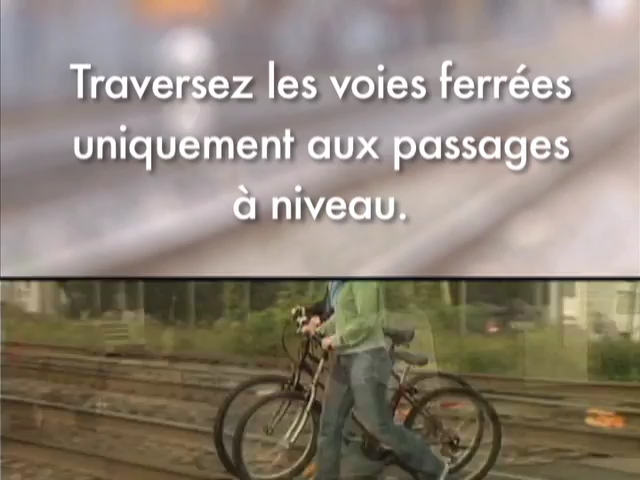 Traversez les voies ferrées
uniquement aux passages
à niveau.